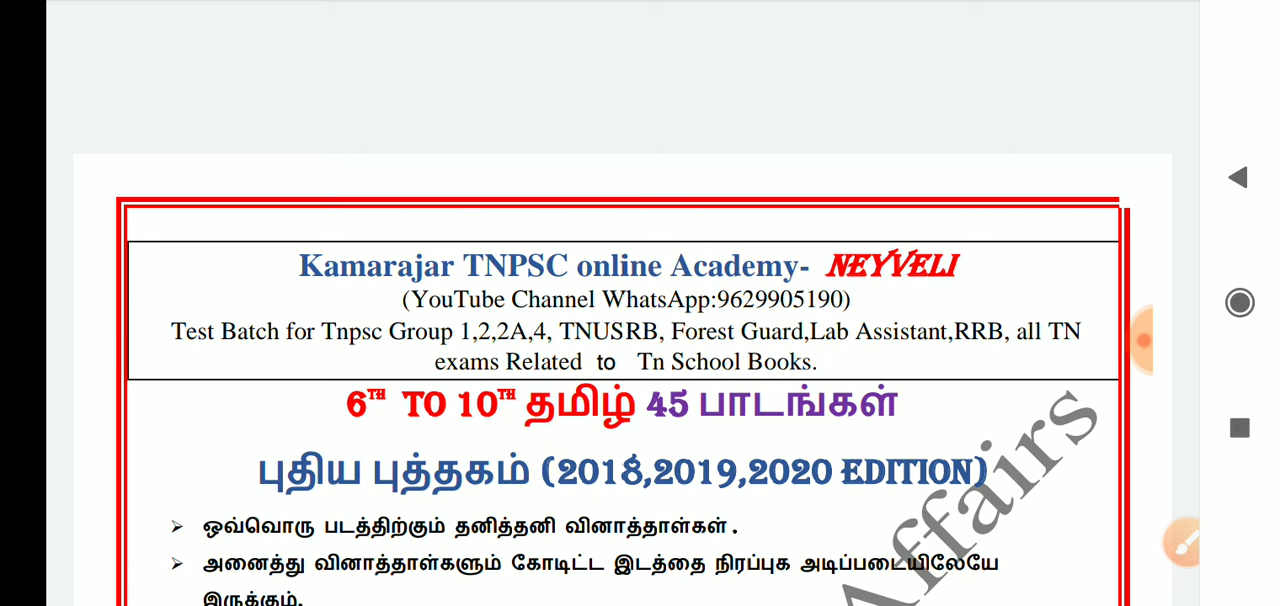 Kamarajar TNPSC online Academy- NEYVELI
(YouTube Channel WhatsApp:9629905190)
Test Batch for Tnpsc Group 1,2,2A,4, TNUSRB, Forest Guard,Lab Assistant,RRB, all TN
exams Related to Tn School Books.
6TH TO 10TH தமிழ் 45 பாடங்கள்
புதிய புத்தகம் (2018,2019,2020 EDITION)
➢ ஒவ்வொரு படத்திற்கும் தனித்தனி வினாத்தாள்கள் .
➢ அனைத்து வினாத்தாள்களும் கோடிட்ட இடத்தை நிரப்புக அடிப்படையிலேயே
இருக்கும்.
Affairs